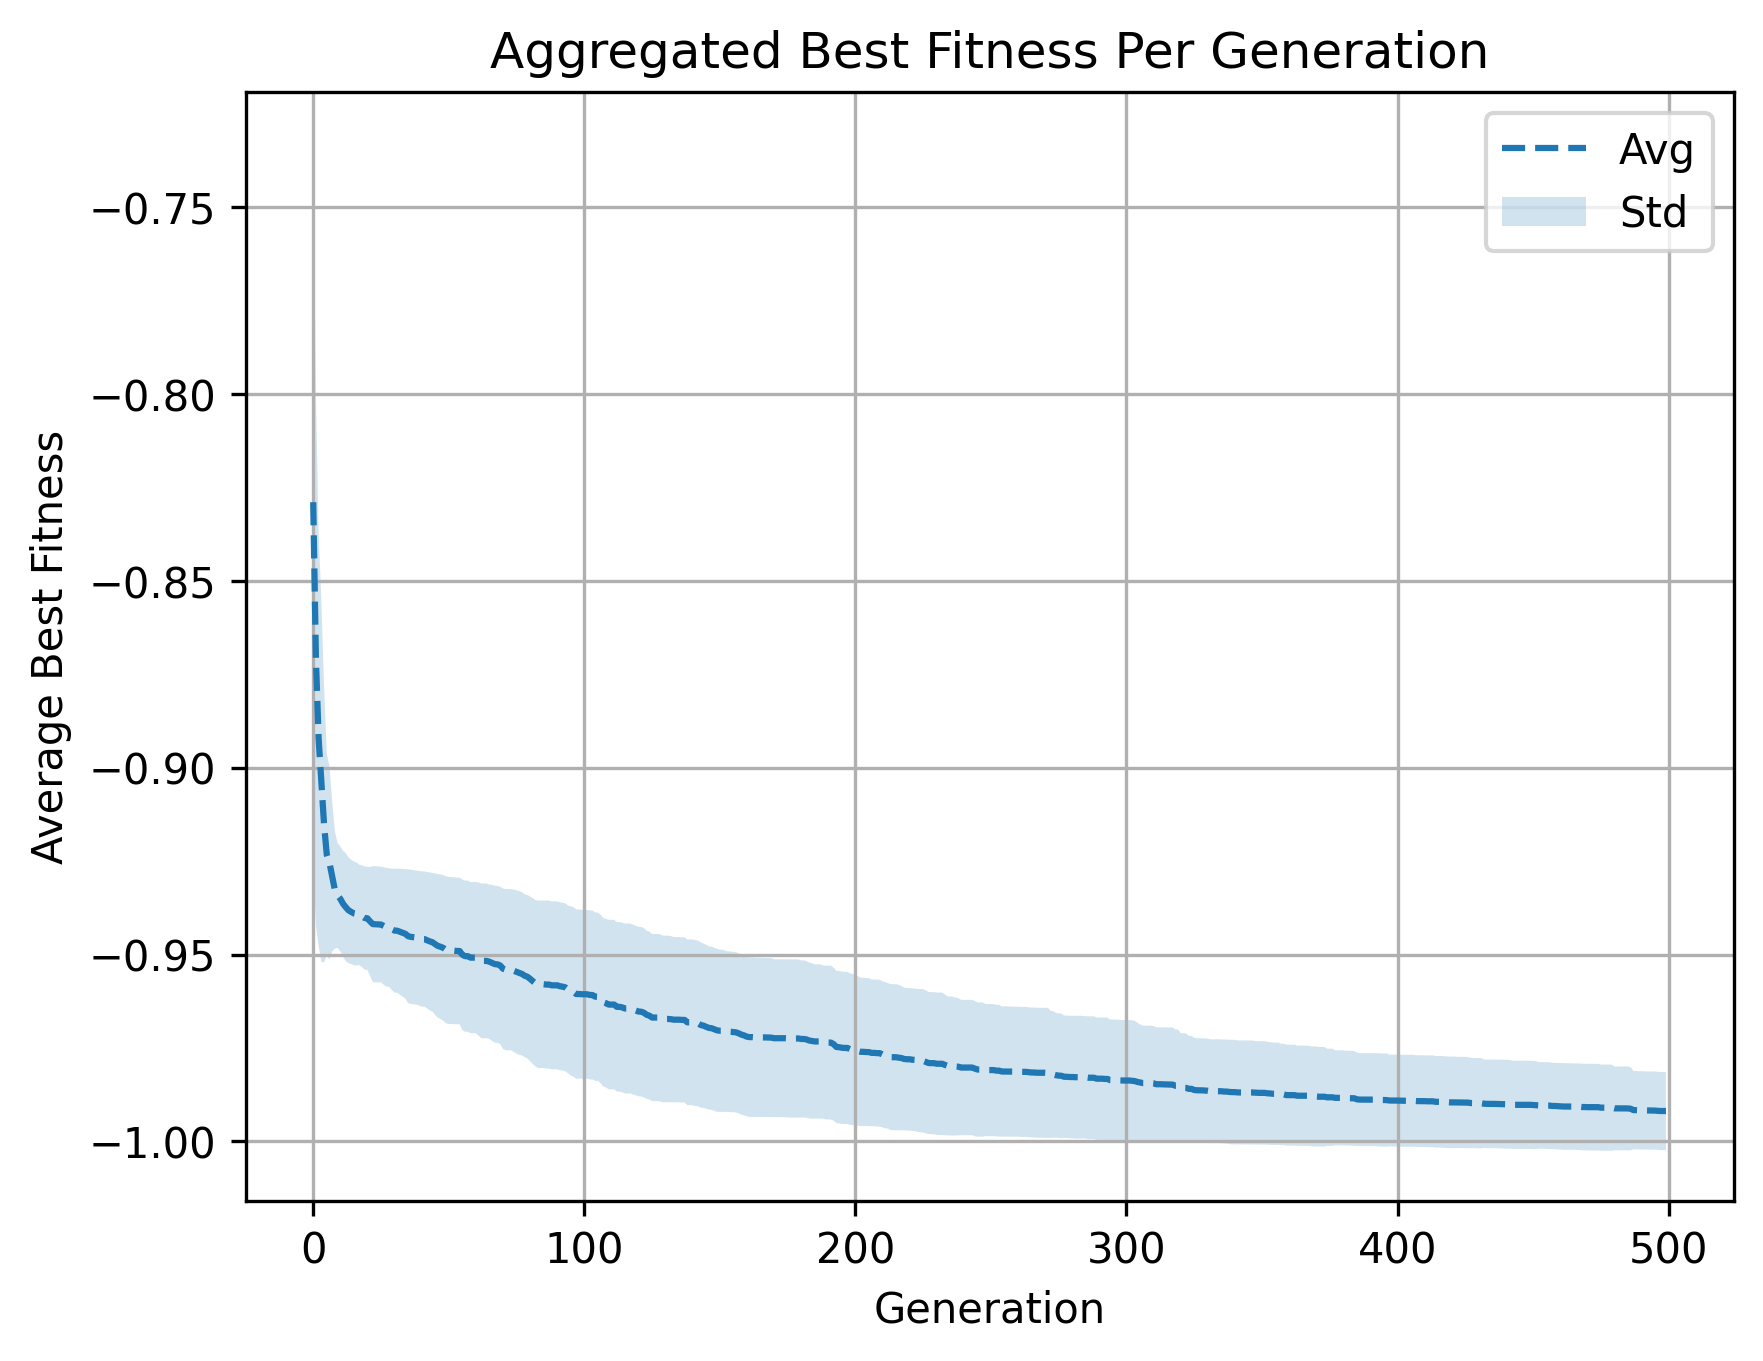 Aggregated Best Fitness Per Generation
Avg
Std
Average Best Fitness
−0.75
−0.80
−0.85
−0.90
−0.95
−1.00
0 100 200 300 400 500
Generation